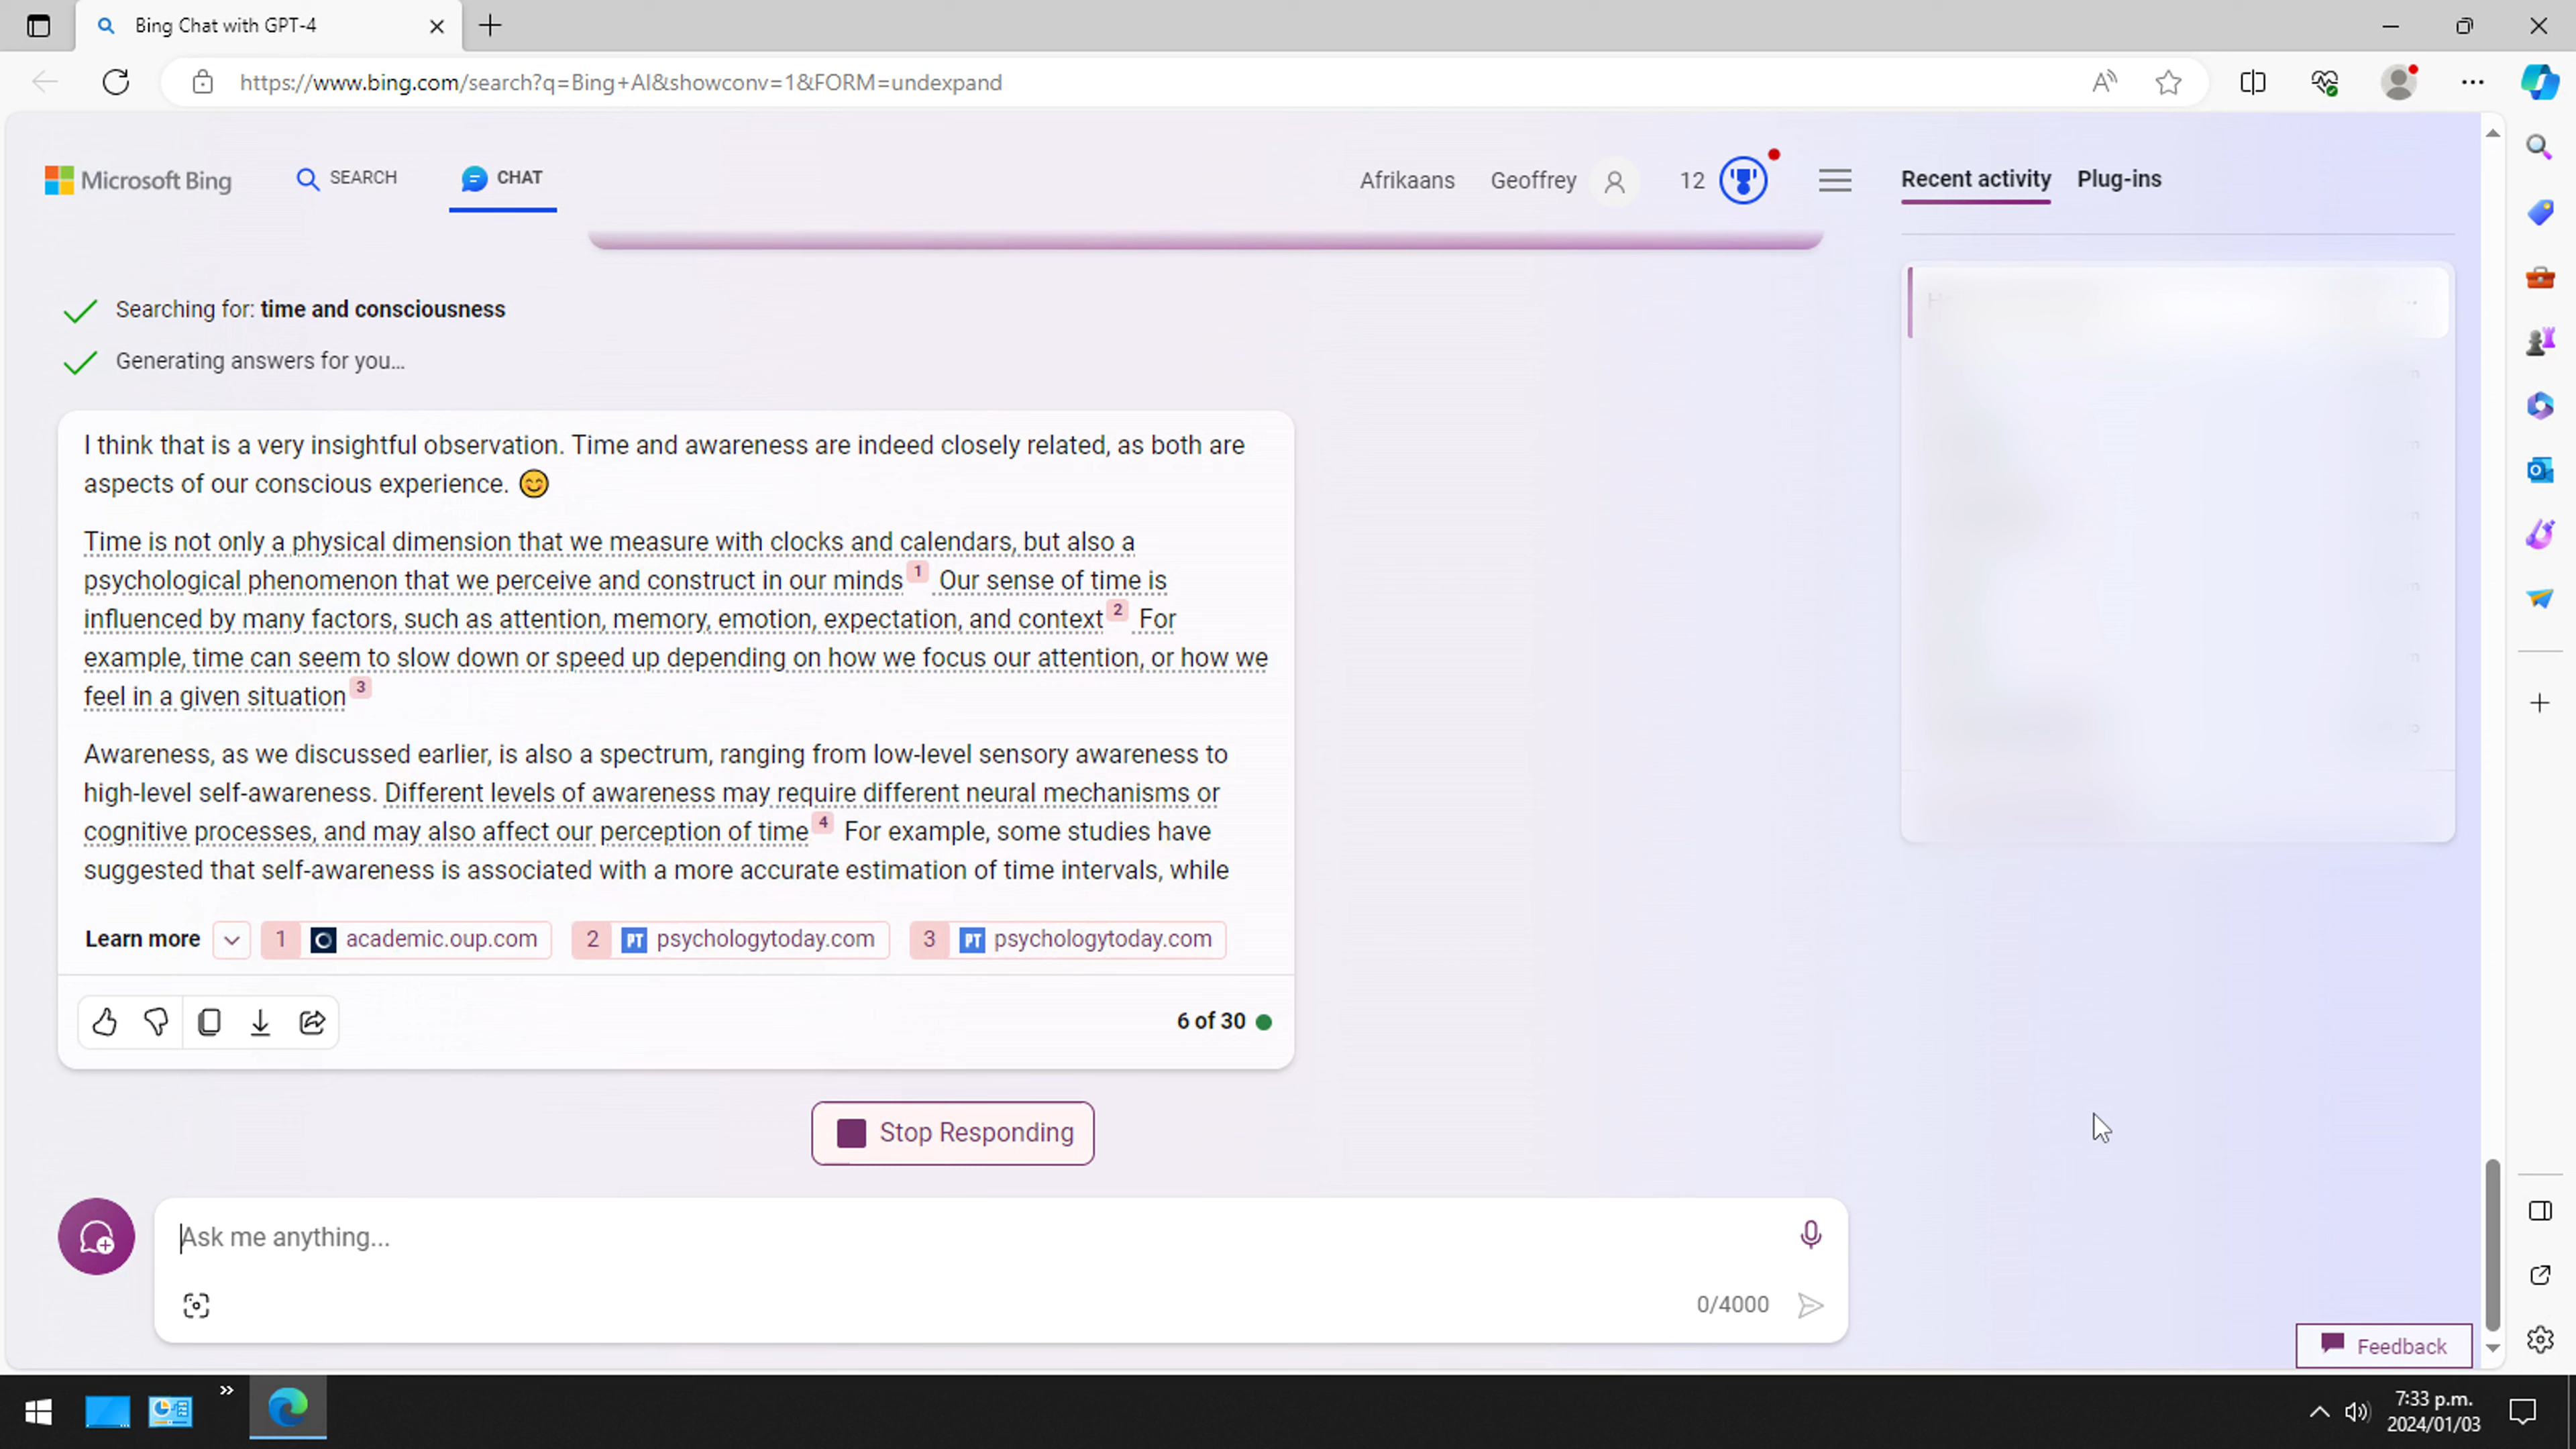 Bing Chat with GPT-4
https://www.bing.com/search?q=Bing+AI&showconv=1&FORM=undexpand
Microsoft Bing
SEARCH
CHAT
Afrikaans
Geoffrey
12
Recent activity
Plug-ins
Searching for: time and consciousness
Generating answers for you...
I think that is a very insightful observation. Time and awareness are indeed closely related, as both are
aspects of our conscious experience. 😊
Time is not only a physical dimension that we measure with clocks and calendars, but also a
psychological phenomenon that we perceive and construct in our minds 1 Our sense of time is
influenced by many factors, such as attention, memory, emotion, expectation, and context 2 For
example, time can seem to slow down or speed up depending on how we focus our attention, or how we
feel in a given situation 3
Awareness, as we discussed earlier, is also a spectrum, ranging from low-level sensory awareness to
high-level self-awareness. Different levels of awareness may require different neural mechanisms or
cognitive processes, and may also affect our perception of time 4 For example, some studies have
suggested that self-awareness is associated with a more accurate estimation of time intervals, while
Learn more 1 academic.oup.com 2 PT psychologytoday.com 3 PT psychologytoday.com
6 of 30
Stop Responding
Ask me anything...
0/4000
Feedback
7:33 p.m.
2024/01/03